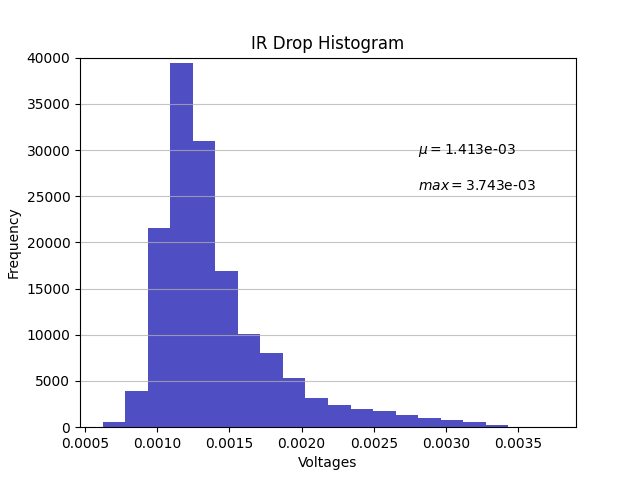 IR Drop Histogram
40000
35000
30000
25000
20000
15000
10000
5000
0
Frequency
μ = 1.413e-03
max = 3.743e-03
0.0005 0.0010 0.0015 0.0020 0.0025 0.0030 0.0035
Voltages